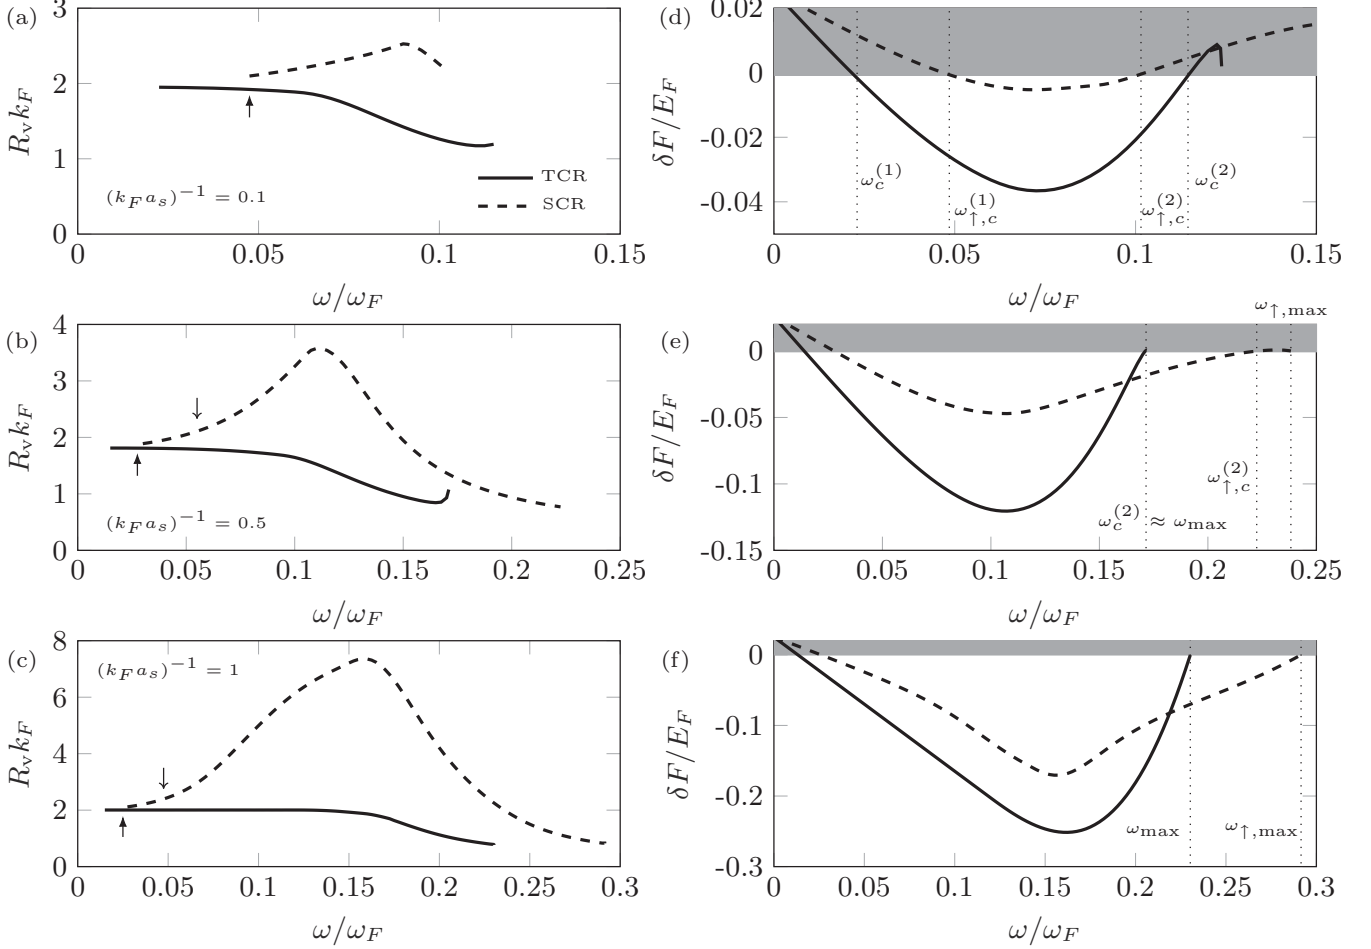 (a)
3
2
1
0
R_v k_F
(k_F a_s)^{-1} = 0.1
TCR
SCR
0 0.05 0.1 0.15
ω/ω_F
(d)
0.02
0
-0.02
-0.04
δF/E_F
ω_c^{(1)}
ω_{↑,c}^{(1)}
ω_{↑,c}^{(2)}
ω_c^{(2)}
0 0.05 0.1 0.15
ω/ω_F
(b)
4
3
2
1
0
R_v k_F
(k_F a_s)^{-1} = 0.5
0 0.05 0.1 0.15 0.2 0.25
ω/ω_F
(e)
0
-0.05
-0.1
-0.15
δF/E_F
ω_{↑,max}
ω_{↑,c}^{(2)}
ω_c^{(2)} ≈ ω_max
0 0.05 0.1 0.15 0.2 0.25
ω/ω_F
(c)
8
6
4
2
0
R_v k_F
(k_F a_s)^{-1} = 1
0 0.05 0.1 0.15 0.2 0.25 0.3
ω/ω_F
(f)
0
-0.1
-0.2
-0.3
δF/E_F
ω_max
ω_{↑,max}
0 0.05 0.1 0.15 0.2 0.25 0.3
ω/ω_F